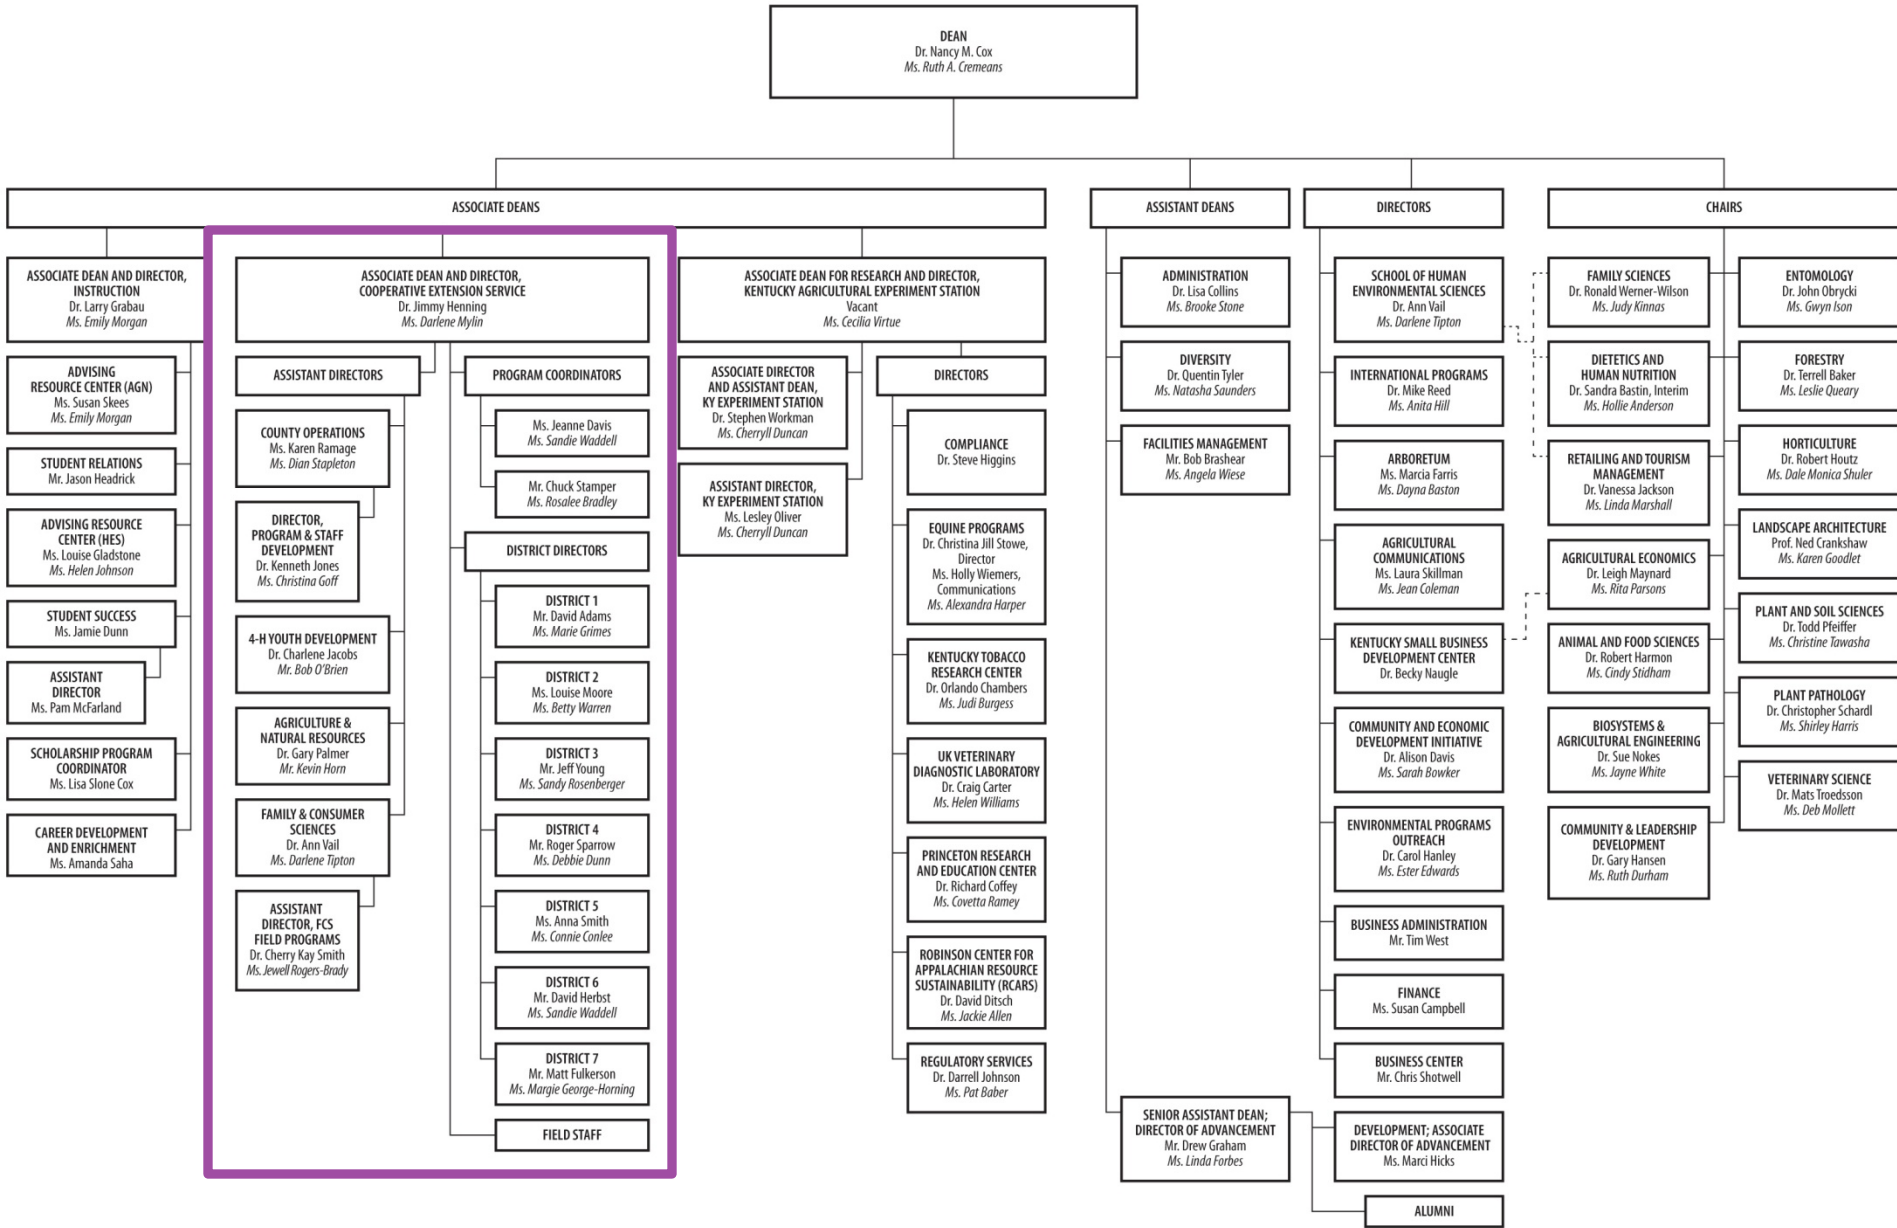 DEAN
Dr. Nancy M. Cox
Ms. Ruth A. Cremeans
ASSOCIATE DEANS
ASSISTANT DEANS
DIRECTORS
CHAIRS
ASSOCIATE DEAN AND DIRECTOR,
INSTRUCTION
Dr. Larry Grabau
Ms. Emily Morgan
ADVISING
RESOURCE CENTER (AGN)
Ms. Susan Skees
Ms. Emily Morgan
STUDENT RELATIONS
Mr. Jason Headrick
ADVISING RESOURCE
CENTER (HES)
Ms. Louise Gladstone
Ms. Helen Johnson
STUDENT SUCCESS
Ms. Jamie Dunn
ASSISTANT
DIRECTOR
Ms. Pam McFarland
SCHOLARSHIP PROGRAM
COORDINATOR
Ms. Lisa Slone Cox
CAREER DEVELOPMENT
AND ENRICHMENT
Ms. Amanda Saha
ASSOCIATE DEAN AND DIRECTOR,
COOPERATIVE EXTENSION SERVICE
Dr. Jimmy Henning
Ms. Darlene Mylin
ASSISTANT DIRECTORS
COUNTY OPERATIONS
Ms. Karen Ramage
Ms. Dian Stapleton
DIRECTOR,
PROGRAM & STAFF
DEVELOPMENT
Dr. Kenneth Jones
Ms. Christina Goff
4-H YOUTH DEVELOPMENT
Dr. Charlene Jacobs
Mr. Bob O'Brien
AGRICULTURE &
NATURAL RESOURCES
Dr. Gary Palmer
Mr. Kevin Horn
FAMILY & CONSUMER
SCIENCES
Dr. Ann Vail
Ms. Darlene Tipton
ASSISTANT
DIRECTOR, FCS
FIELD PROGRAMS
Dr. Cherry Kay Smith
Ms. Jewell Rogers-Brady
PROGRAM COORDINATORS
Ms. Jeanne Davis
Ms. Sandie Waddell
Mr. Chuck Stamper
Ms. Rosalee Bradley
DISTRICT DIRECTORS
DISTRICT 1
Mr. David Adams
Ms. Marie Grimes
DISTRICT 2
Ms. Louise Moore
Ms. Betty Warren
DISTRICT 3
Mr. Jeff Young
Ms. Sandy Rosenberger
DISTRICT 4
Mr. Roger Sparrow
Ms. Debbie Dunn
DISTRICT 5
Ms. Anna Smith
Ms. Connie Conlee
DISTRICT 6
Mr. David Herbst
Ms. Sandie Waddell
DISTRICT 7
Mr. Matt Fulkerson
Ms. Margie George-Horning
FIELD STAFF
ASSOCIATE DEAN FOR RESEARCH AND DIRECTOR,
KENTUCKY AGRICULTURAL EXPERIMENT STATION
Vacant
Ms. Cecilia Virtue
ASSOCIATE DIRECTOR
AND ASSISTANT DEAN,
KY EXPERIMENT STATION
Dr. Stephen Workman
Ms. Cherryll Duncan
ASSISTANT DIRECTOR,
KY EXPERIMENT STATION
Ms. Lesley Oliver
Ms. Cherryll Duncan
DIRECTORS
COMPLIANCE
Dr. Steve Higgins
EQUINE PROGRAMS
Dr. Christina Jill Stowe,
Director
Ms. Holly Wiemers,
Communications
Ms. Alexandra Harper
KENTUCKY TOBACCO
RESEARCH CENTER
Dr. Orlando Chambers
Ms. Judi Burgess
UK VETERINARY
DIAGNOSTIC LABORATORY
Dr. Craig Carter
Ms. Helen Williams
PRINCETON RESEARCH
AND EDUCATION CENTER
Dr. Richard Coffey
Ms. Covetta Ramey
ROBINSON CENTER FOR
APPALACHIAN RESOURCE
SUSTAINABILITY (RCARS)
Dr. David Ditsch
Ms. Jackie Allen
REGULATORY SERVICES
Dr. Darrell Johnson
Ms. Pat Baber
ADMINISTRATION
Dr. Lisa Collins
Ms. Brooke Stone
DIVERSITY
Dr. Quentin Tyler
Ms. Natasha Saunders
FACILITIES MANAGEMENT
Mr. Bob Brashear
Ms. Angela Wiese
SENIOR ASSISTANT DEAN;
DIRECTOR OF ADVANCEMENT
Mr. Drew Graham
Ms. Linda Forbes
SCHOOL OF HUMAN
ENVIRONMENTAL SCIENCES
Dr. Ann Vail
Ms. Darlene Tipton
INTERNATIONAL PROGRAMS
Dr. Mike Reed
Ms. Anita Hill
ARBORETUM
Ms. Marcia Farris
Ms. Dayna Baston
AGRICULTURAL
COMMUNICATIONS
Ms. Laura Skillman
Ms. Jean Coleman
KENTUCKY SMALL BUSINESS
DEVELOPMENT CENTER
Dr. Becky Naugle
COMMUNITY AND ECONOMIC
DEVELOPMENT INITIATIVE
Dr. Alison Davis
Ms. Sarah Bowker
ENVIRONMENTAL PROGRAMS
OUTREACH
Dr. Carol Hanley
Ms. Ester Edwards
BUSINESS ADMINISTRATION
Mr. Tim West
FINANCE
Ms. Susan Campbell
BUSINESS CENTER
Mr. Chris Shotwell
DEVELOPMENT; ASSOCIATE
DIRECTOR OF ADVANCEMENT
Ms. Marci Hicks
ALUMNI
FAMILY SCIENCES
Dr. Ronald Werner-Wilson
Ms. Judy Kinnas
DIETETICS AND
HUMAN NUTRITION
Dr. Sandra Bastin, Interim
Ms. Hollie Anderson
RETAILING AND TOURISM
MANAGEMENT
Dr. Vanessa Jackson
Ms. Linda Marshall
AGRICULTURAL ECONOMICS
Dr. Leigh Maynard
Ms. Rita Parsons
ANIMAL AND FOOD SCIENCES
Dr. Robert Harmon
Ms. Cindy Stidham
BIOSYSTEMS &
AGRICULTURAL ENGINEERING
Dr. Sue Nokes
Ms. Jayne White
COMMUNITY & LEADERSHIP
DEVELOPMENT
Dr. Gary Hansen
Ms. Ruth Durham
ENTOMOLOGY
Dr. John Obrycki
Ms. Gwyn Ison
FORESTRY
Dr. Terrell Baker
Ms. Leslie Queary
HORTICULTURE
Dr. Robert Houtz
Ms. Dale Monica Shuler
LANDSCAPE ARCHITECTURE
Prof. Ned Crankshaw
Ms. Karen Goodlet
PLANT AND SOIL SCIENCES
Dr. Todd Pfeiffer
Ms. Christine Tawasha
PLANT PATHOLOGY
Dr. Christopher Schardl
Ms. Shirley Harris
VETERINARY SCIENCE
Dr. Mats Troedsson
Ms. Deb Mollett